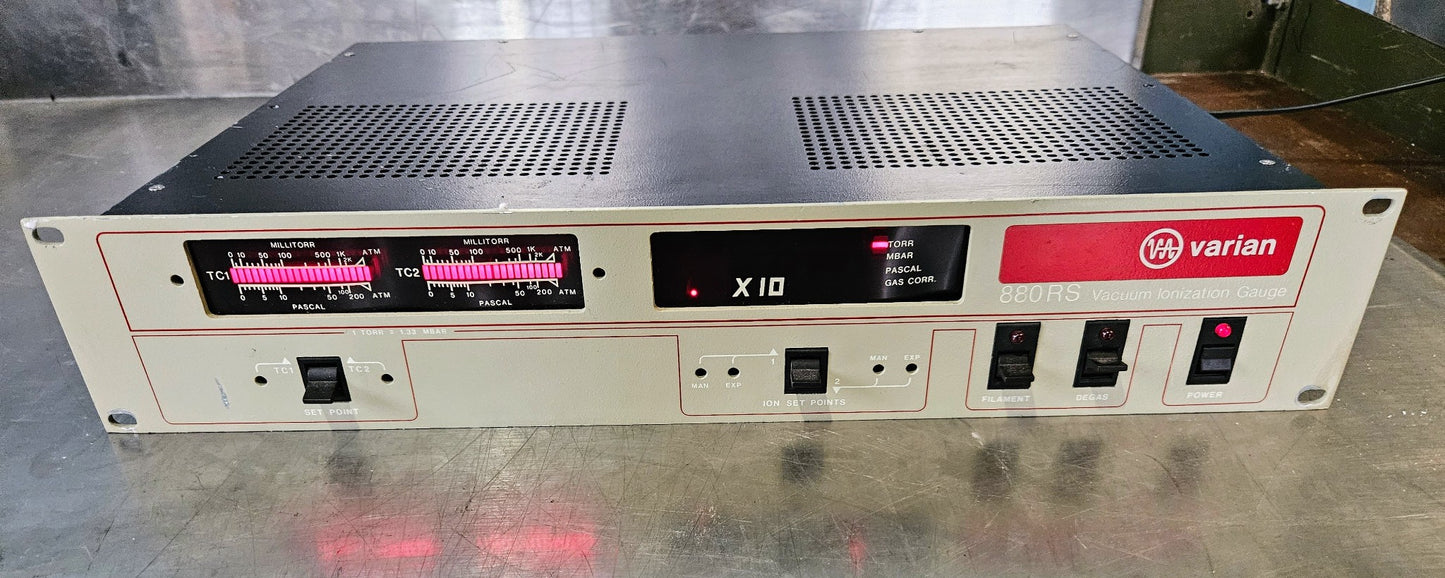 MILLITORR
0 10 50 100 500 1K ATM
2K
TC1
0 5 10 50 100 200 ATM
PASCAL
MILLITORR
0 10 50 100 500 1K ATM
2K
TC2
0 5 10 50 100 200 ATM
PASCAL
X10
TORR
MBAR
PASCAL
GAS CORR.
varian
880RS Vacuum Ionization Gauge
1 TORR = 1.33 MBAR
TC1 TC2
SET POINT
MAN EXP
1
2
MAN EXP
ION SET POINTS
FILAMENT
DEGAS
POWER